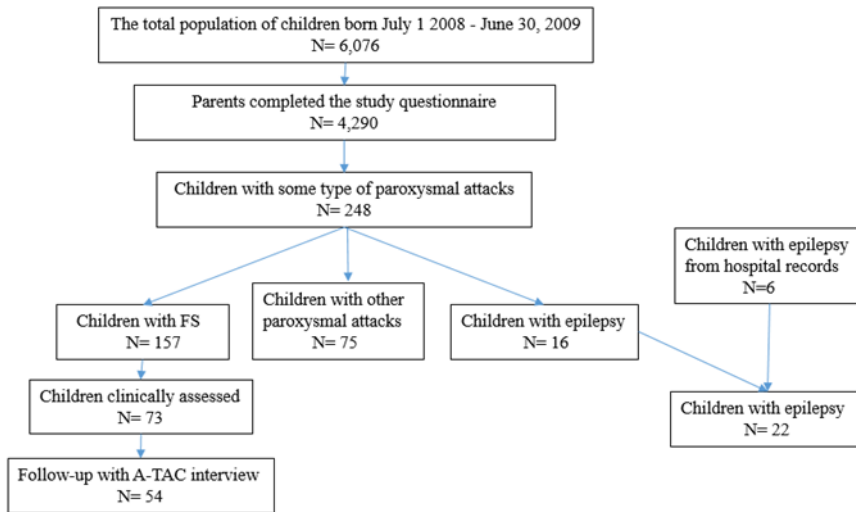 The total population of children born July 1 2008 - June 30, 2009
N= 6,076
Parents completed the study questionnaire
N= 4,290
Children with some type of paroxysmal attacks
N= 248
Children with epilepsy
from hospital records
N=6
Children with FS
N= 157
Children with other
paroxysmal attacks
N= 75
Children with epilepsy
N= 16
Children clinically assessed
N= 73
Children with epilepsy
N= 22
Follow-up with A-TAC interview
N= 54